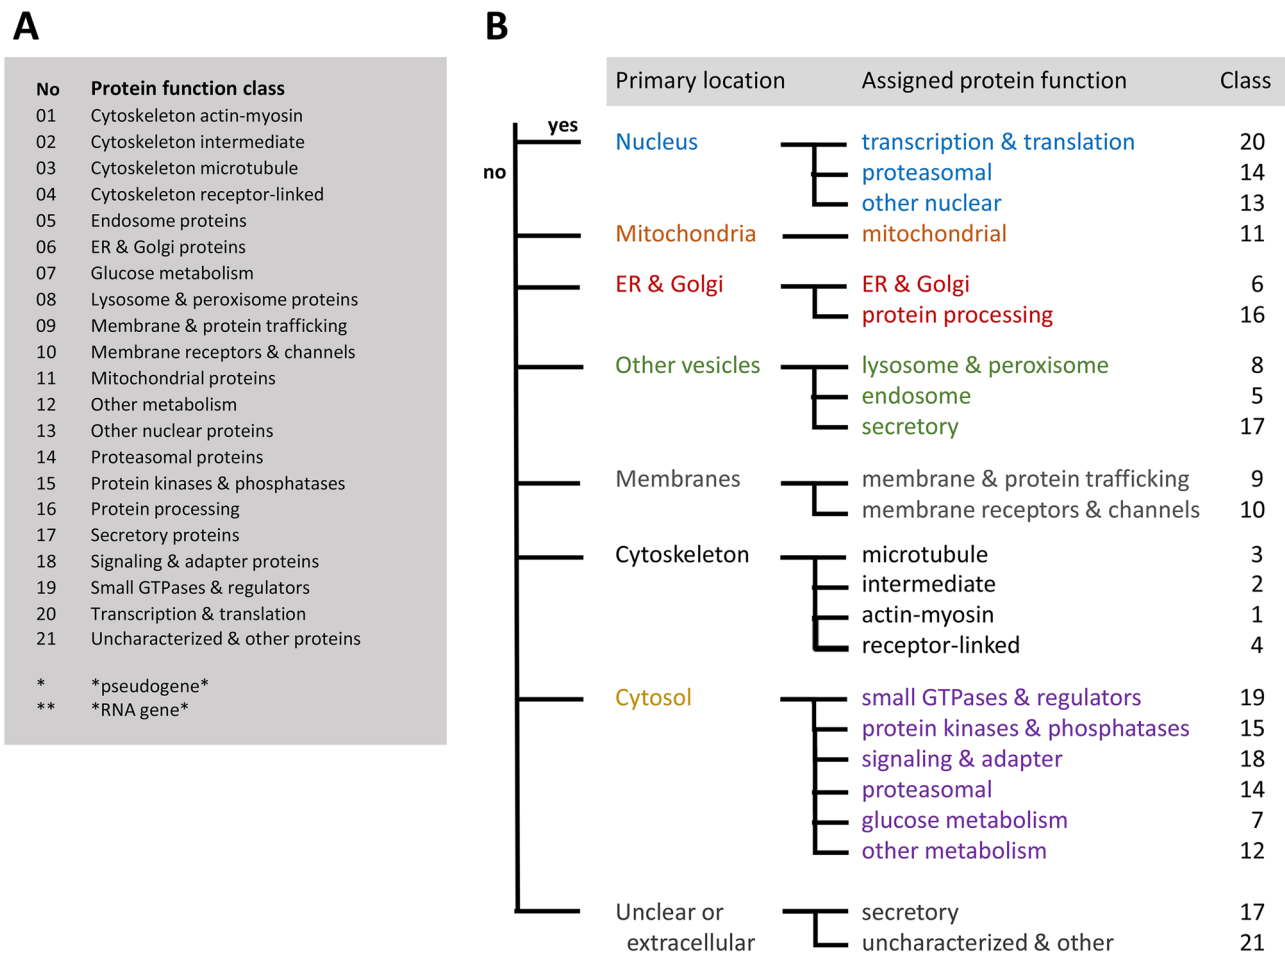 A
No Protein function class
01 Cytoskeleton actin-myosin
02 Cytoskeleton intermediate
03 Cytoskeleton microtubule
04 Cytoskeleton receptor-linked
05 Endosome proteins
06 ER & Golgi proteins
07 Glucose metabolism
08 Lysosome & peroxisome proteins
09 Membrane & protein trafficking
10 Membrane receptors & channels
11 Mitochondrial proteins
12 Other metabolism
13 Other nuclear proteins
14 Proteasomal proteins
15 Protein kinases & phosphatases
16 Protein processing
17 Secretory proteins
18 Signaling & adapter proteins
19 Small GTPases & regulators
20 Transcription & translation
21 Uncharacterized & other proteins
* *pseudogene*
** *RNA gene*
B
Primary location Assigned protein function Class
yes
no
Nucleus transcription & translation 20
proteasomal 14
other nuclear 13
Mitochondria mitochondrial 11
ER & Golgi ER & Golgi 6
protein processing 16
Other vesicles lysosome & peroxisome 8
endosome 5
secretory 17
Membranes membrane & protein trafficking 9
membrane receptors & channels 10
Cytoskeleton microtubule 3
intermediate 2
actin-myosin 1
receptor-linked 4
Cytosol small GTPases & regulators 19
protein kinases & phosphatases 15
signaling & adapter 18
proteasomal 14
glucose metabolism 7
other metabolism 12
Unclear or secretory 17
extracellular uncharacterized & other 21